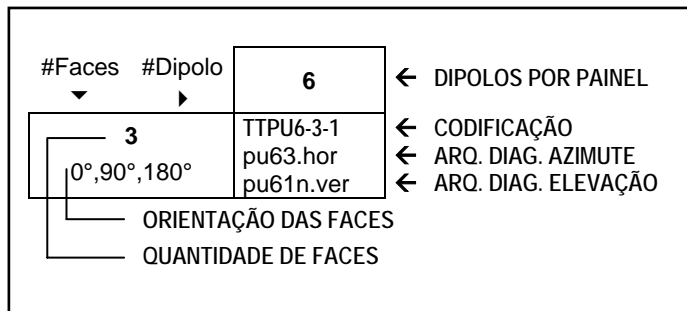 #Faces #Dipolo 6 DIPOLOS POR PAINEL
3 TTPU6-3-1 CODIFICAÇÃO
pu63.hor ARQ. DIAG. AZIMUTE
0°,90°,180° pu61n.ver ARQ. DIAG. ELEVAÇÃO
ORIENTAÇÃO DAS FACES
QUANTIDADE DE FACES